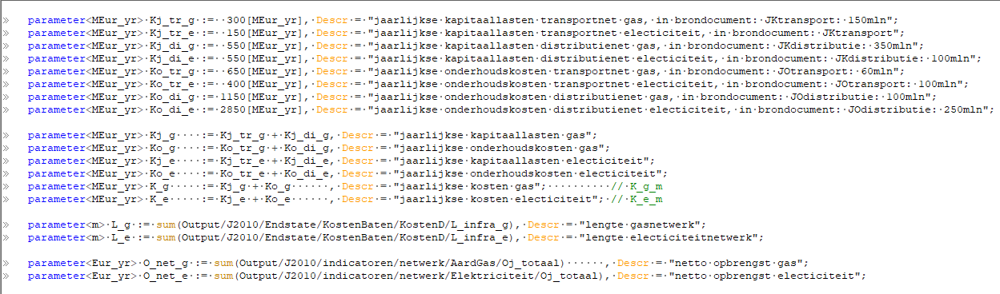 parameter<MEur_yr> Kj_tr_g := 300[MEur_yr], Descr = "jaarlijkse kapitaallasten transportnet gas, in brondocument: JKtransport: 150mln";
parameter<MEur_yr> Kj_tr_e := 150[MEur_yr], Descr = "jaarlijkse kapitaallasten transportnet electiciteit, in brondocument: JKtransport";
parameter<MEur_yr> Kj_di_g := 550[MEur_yr], Descr = "jaarlijkse kapitaallasten distributienet gas, in brondocument: JKdistributie: 350mln";
parameter<MEur_yr> Kj_di_e := 550[MEur_yr], Descr = "jaarlijkse kapitaallasten distributienet electiciteit, in brondocument: JKdistributie: 100mln";
parameter<MEur_yr> Ko_tr_g := 650[MEur_yr], Descr = "jaarlijkse onderhoudskosten transportnet gas, in brondocument: JOtransport: 60mln";
parameter<MEur_yr> Ko_tr_e := 400[MEur_yr], Descr = "jaarlijkse onderhoudskosten transportnet electiciteit, in brondocument: JOtransport: 100mln";
parameter<MEur_yr> Ko_di_g := 1150[MEur_yr], Descr = "jaarlijkse onderhoudskosten distributienet gas, in brondocument: JOdistributie: 100mln";
parameter<MEur_yr> Ko_di_e := 2850[MEur_yr], Descr = "jaarlijkse onderhoudskosten distributienet electiciteit, in brondocument: JOdistributie: 250mln";
parameter<MEur_yr> Kj_g := Kj_tr_g + Kj_di_g, Descr = "jaarlijkse kapitaallasten gas";
parameter<MEur_yr> Ko_g := Ko_tr_g + Ko_di_g, Descr = "jaarlijkse onderhoudskosten gas";
parameter<MEur_yr> Kj_e := Kj_tr_e + Kj_di_e, Descr = "jaarlijkse kapitaallasten electiciteit";
parameter<MEur_yr> Ko_e := Ko_tr_e + Ko_di_e, Descr = "jaarlijkse onderhoudskosten electiciteit";
parameter<MEur_yr> K_g := Kj_g + Ko_g , Descr = "jaarlijkse kosten gas"; // K_g_m
parameter<MEur_yr> K_e := Kj_e + Ko_e , Descr = "jaarlijkse kosten electiciteit"; // K_e_m
parameter<m> L_g := sum(Output/J2010/Endstate/KostenBaten/KostenD/L_infra_g), Descr = "lengte gasnetwerk";
parameter<m> L_e := sum(Output/J2010/Endstate/KostenBaten/KostenD/L_infra_e), Descr = "lengte electiciteitnetwerk";
parameter<Eur_yr> O_net_g := sum(Output/J2010/indicatoren/netwerk/AardGas/Oj_totaal) , Descr = "netto opbrengst gas";
parameter<Eur_yr> O_net_e := sum(Output/J2010/indicatoren/netwerk/Elektriciteit/Oj_totaal), Descr = "netto opbrengst electiciteit";